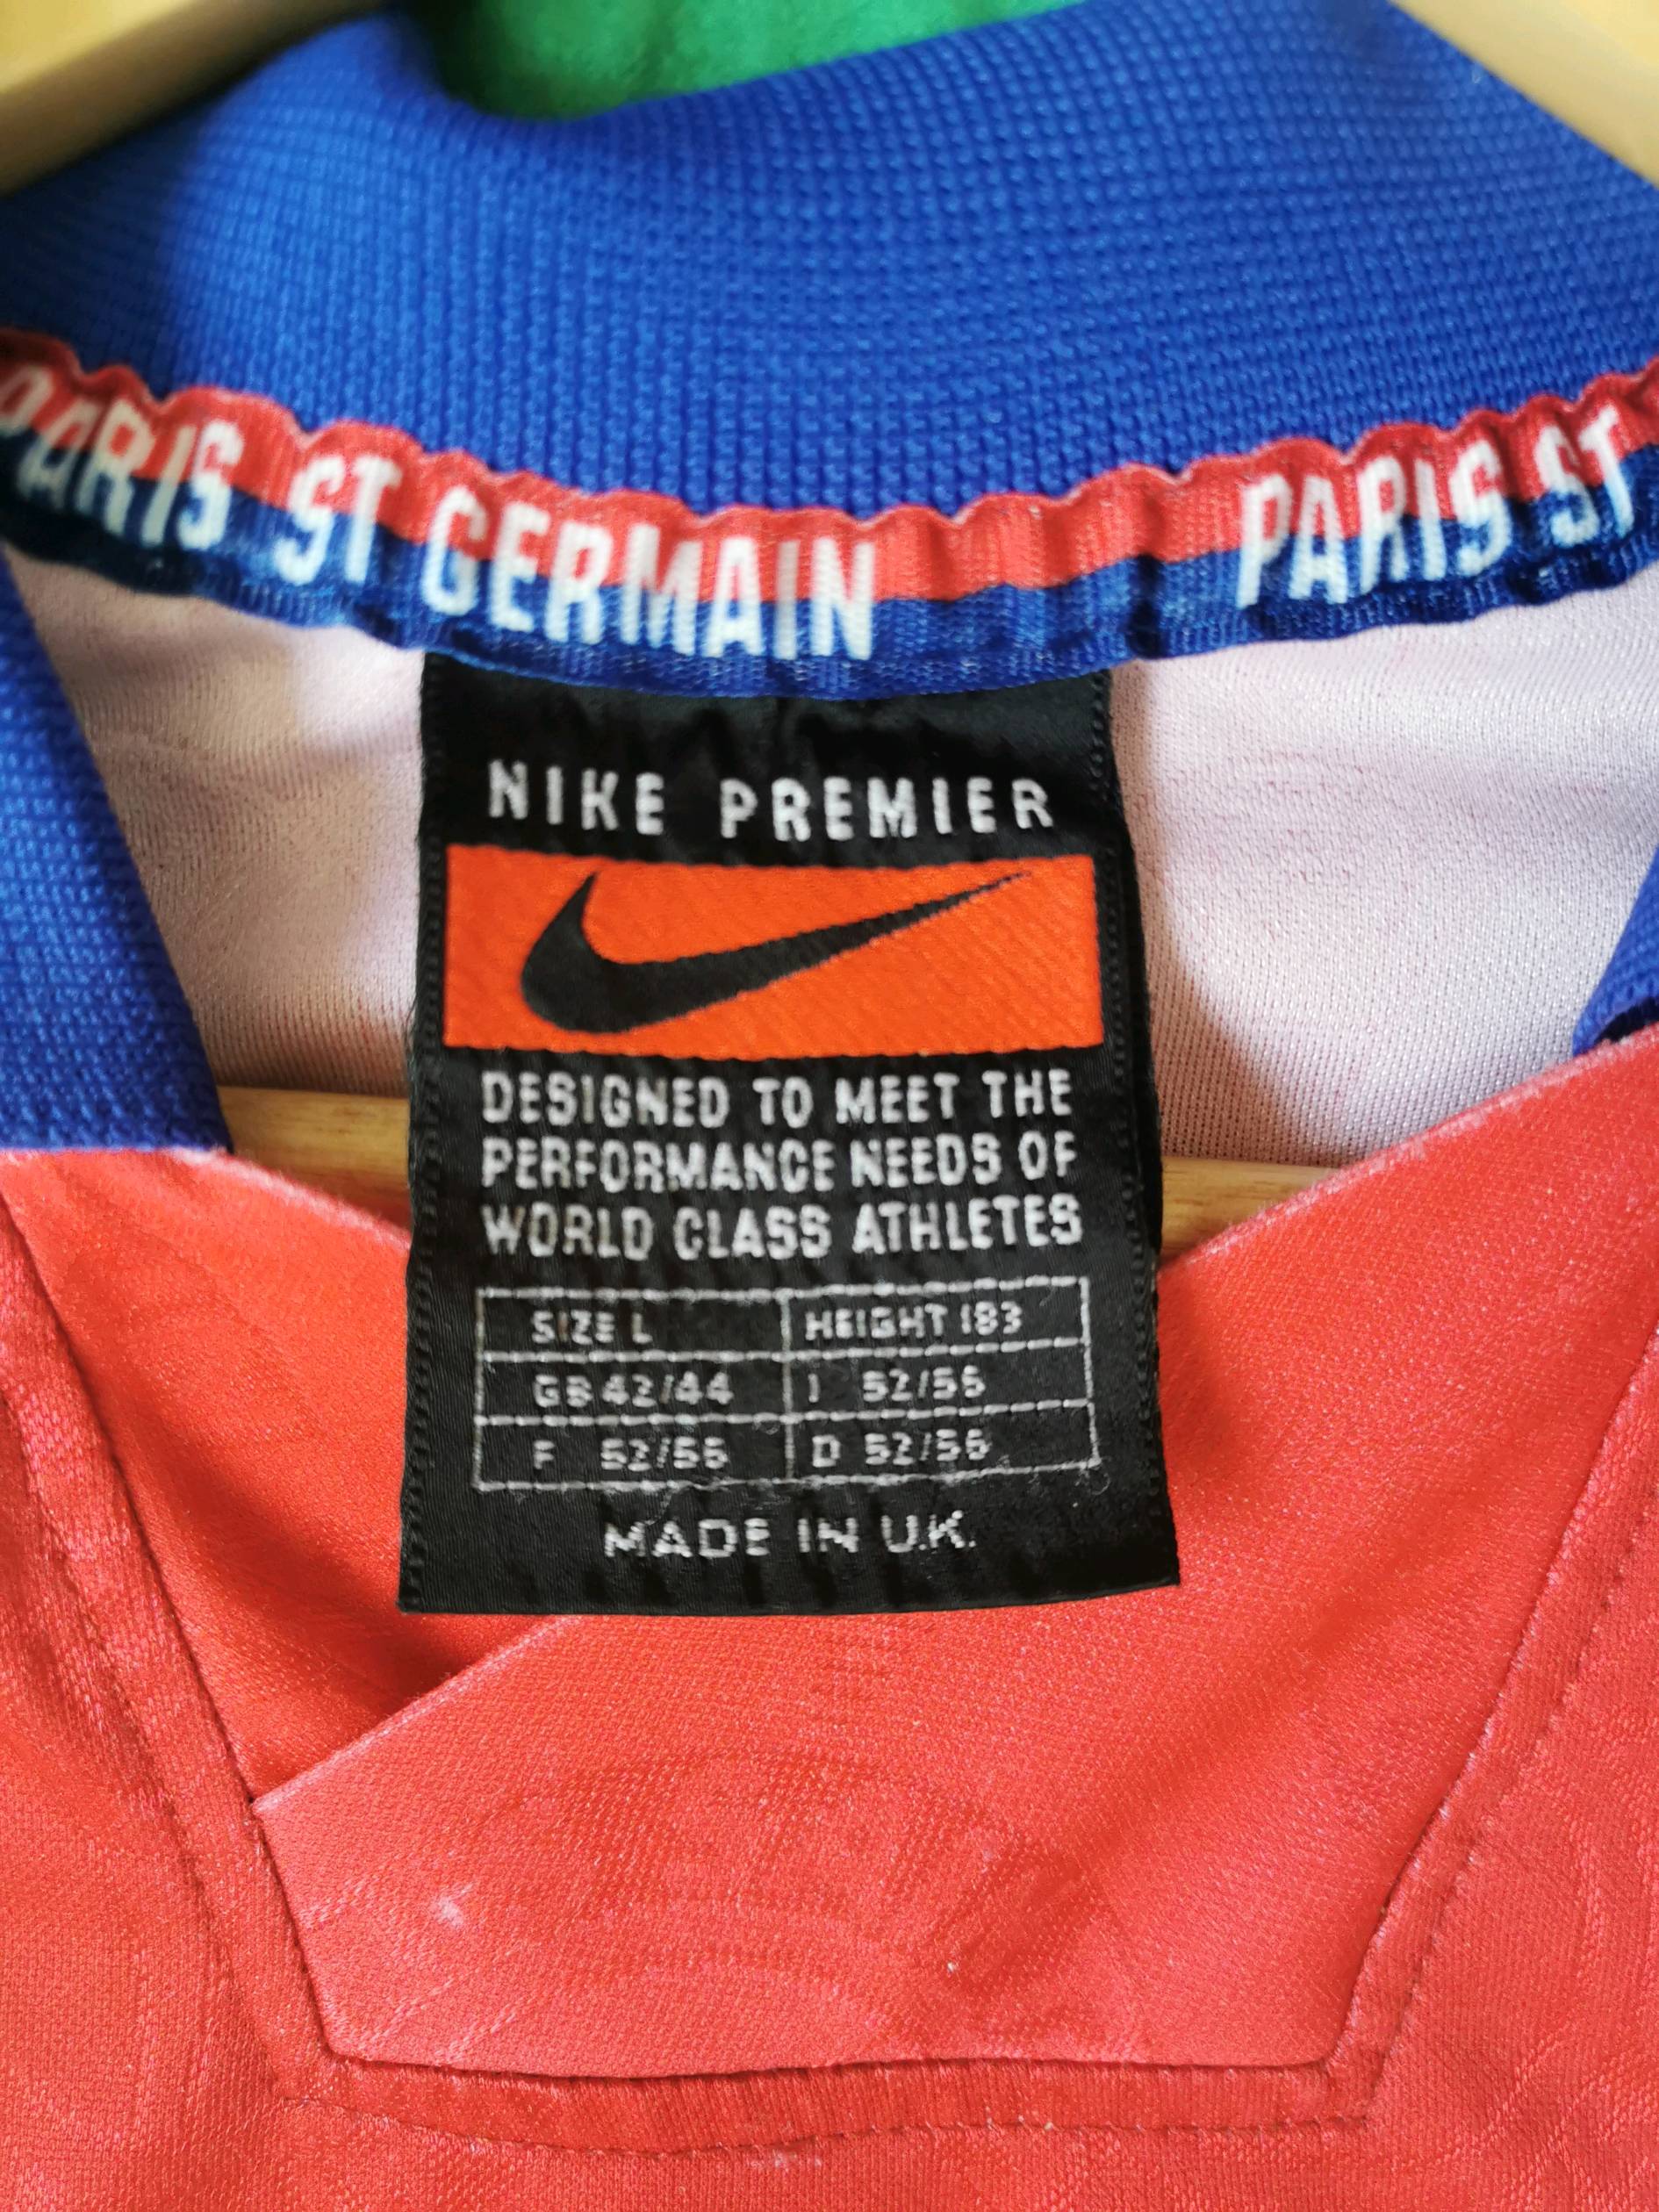 PARIS ST GERMAIN PARIS ST
NIKE PREMIER
DESIGNED TO MEET THE
PERFORMANCE NEEDS OF
WORLD CLASS ATHLETES
SIZE L HEIGHT 183
GB 42/44 I 52/56
F 52/56 D 52/56
MADE IN U.K.